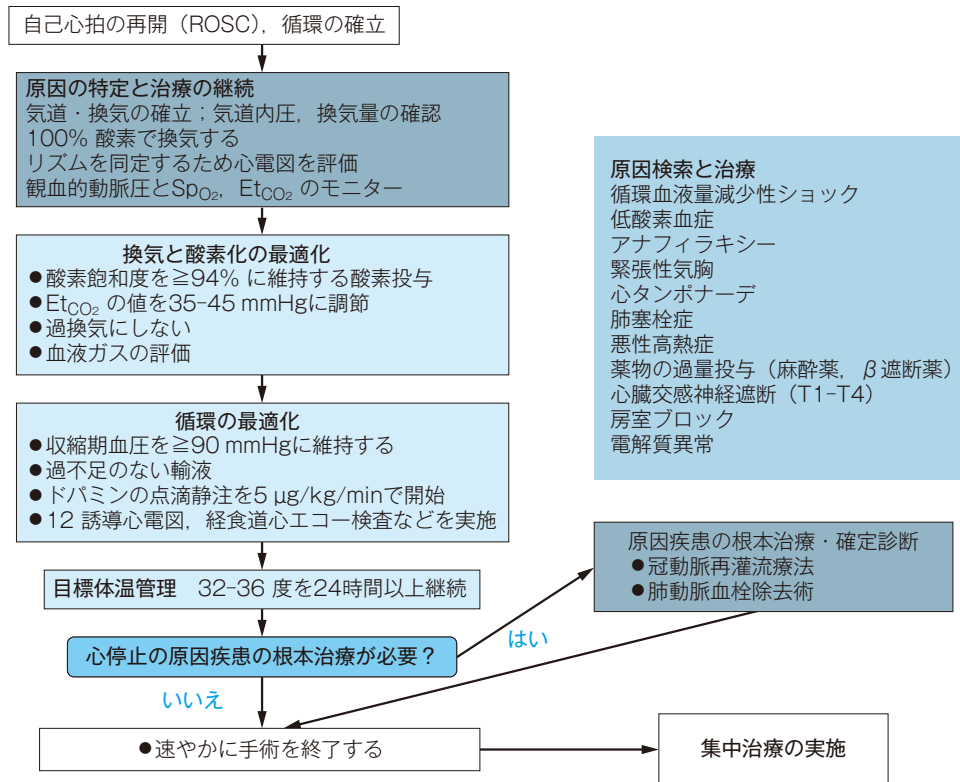 自己心拍の再開（ROSC），循環の確立
原因の特定と治療の継続
気道・換気の確立；気道内圧，換気量の確認
100% 酸素で換気する
リズムを同定するため心電図を評価
観血的動脈圧とSpO₂，EtCO₂ のモニター
換気と酸素化の最適化
●酸素飽和度を≧94% に維持する酸素投与
●EtCO₂ の値を35-45 mmHgに調節
●過換気にしない
●血液ガスの評価
循環の最適化
●収縮期血圧を≧90 mmHgに維持する
●過不足のない輸液
●ドパミンの点滴静注を5 μg/kg/minで開始
●12 誘導心電図，経食道心エコー検査などを実施
目標体温管理　32-36 度を24時間以上継続
心停止の原因疾患の根本治療が必要？
はい
いいえ
原因検索と治療
循環血液量減少性ショック
低酸素血症
アナフィラキシー
緊張性気胸
心タンポナーデ
肺塞栓症
悪性高熱症
薬物の過量投与（麻酔薬，β遮断薬）
心臓交感神経遮断（T1-T4）
房室ブロック
電解質異常
原因疾患の根本治療・確定診断
●冠動脈再灌流療法
●肺動脈血栓除去術
●速やかに手術を終了する
集中治療の実施